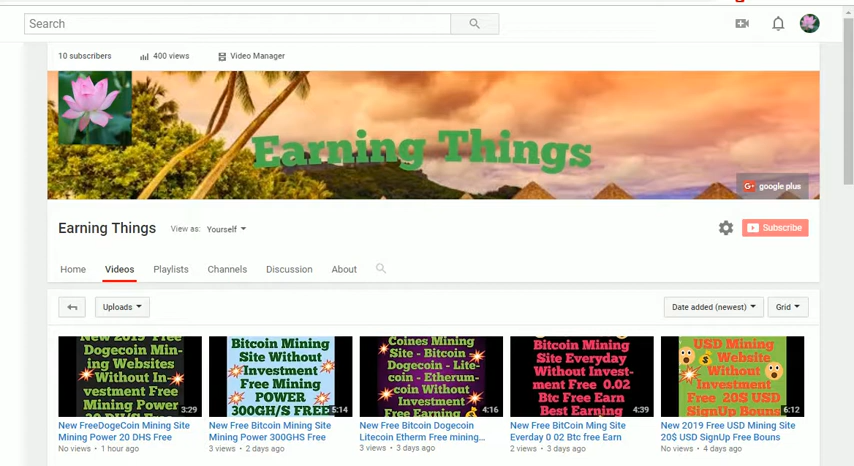 Search
10 subscribers 400 views Video Manager
Earning Things
google plus
Earning Things View as: Yourself Subscribe
Home Videos Playlists Channels Discussion About
Uploads Date added (newest) Grid
New 2019 Free
Dogecoin Min-
ing Websites
Without In-
vestment Free
Mining Power
20 DH/S Free
3:29
New FreeDogeCoin Mining Site
Mining Power 20 DHS Free
No views • 1 hour ago
Bitcoin Mining
Site Without
Investment
Free Mining
POWER
300GH/S FREE
5:14
New Free Bitcoin Mining Site
Mining Power 300GHS Free
3 views • 2 days ago
Coines Mining
Site - Bitcoin
Dogecoin - Lite-
coin - Etherum-
coin Without
Investment
Free Earning
4:16
New Free Bitcoin Dogecoin
Litecoin Etherm Free mining...
3 views • 3 days ago
Bitcoin Mining
Site Everyday
Without Invest-
ment Free 0.02
Btc Free Earn
Best Earning
4:39
New Free BitCoin Ming Site
Everday 0 02 Btc free Earn
2 views • 3 days ago
USD Mining
Website
Without
Investment
Free 20$ USD
SignUp Bouns
6:12
New 2019 Free USD Mining Site
20$ USD SignUp Free Bouns
No views • 4 days ago